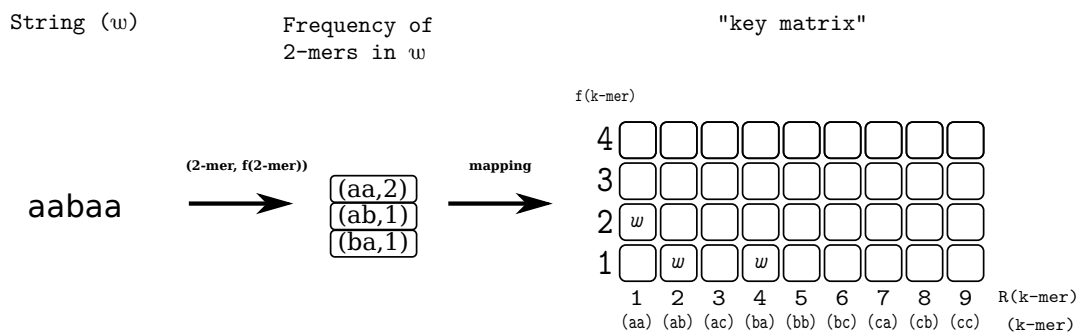 String (w)
Frequency of
2-mers in w
"key matrix"
f(k-mer)
aabaa
(2-mer, f(2-mer))
(aa,2)
(ab,1)
(ba,1)
mapping
4
3
2 w
1 w w
1 2 3 4 5 6 7 8 9 R(k-mer)
(aa) (ab) (ac) (ba) (bb) (bc) (ca) (cb) (cc) (k-mer)